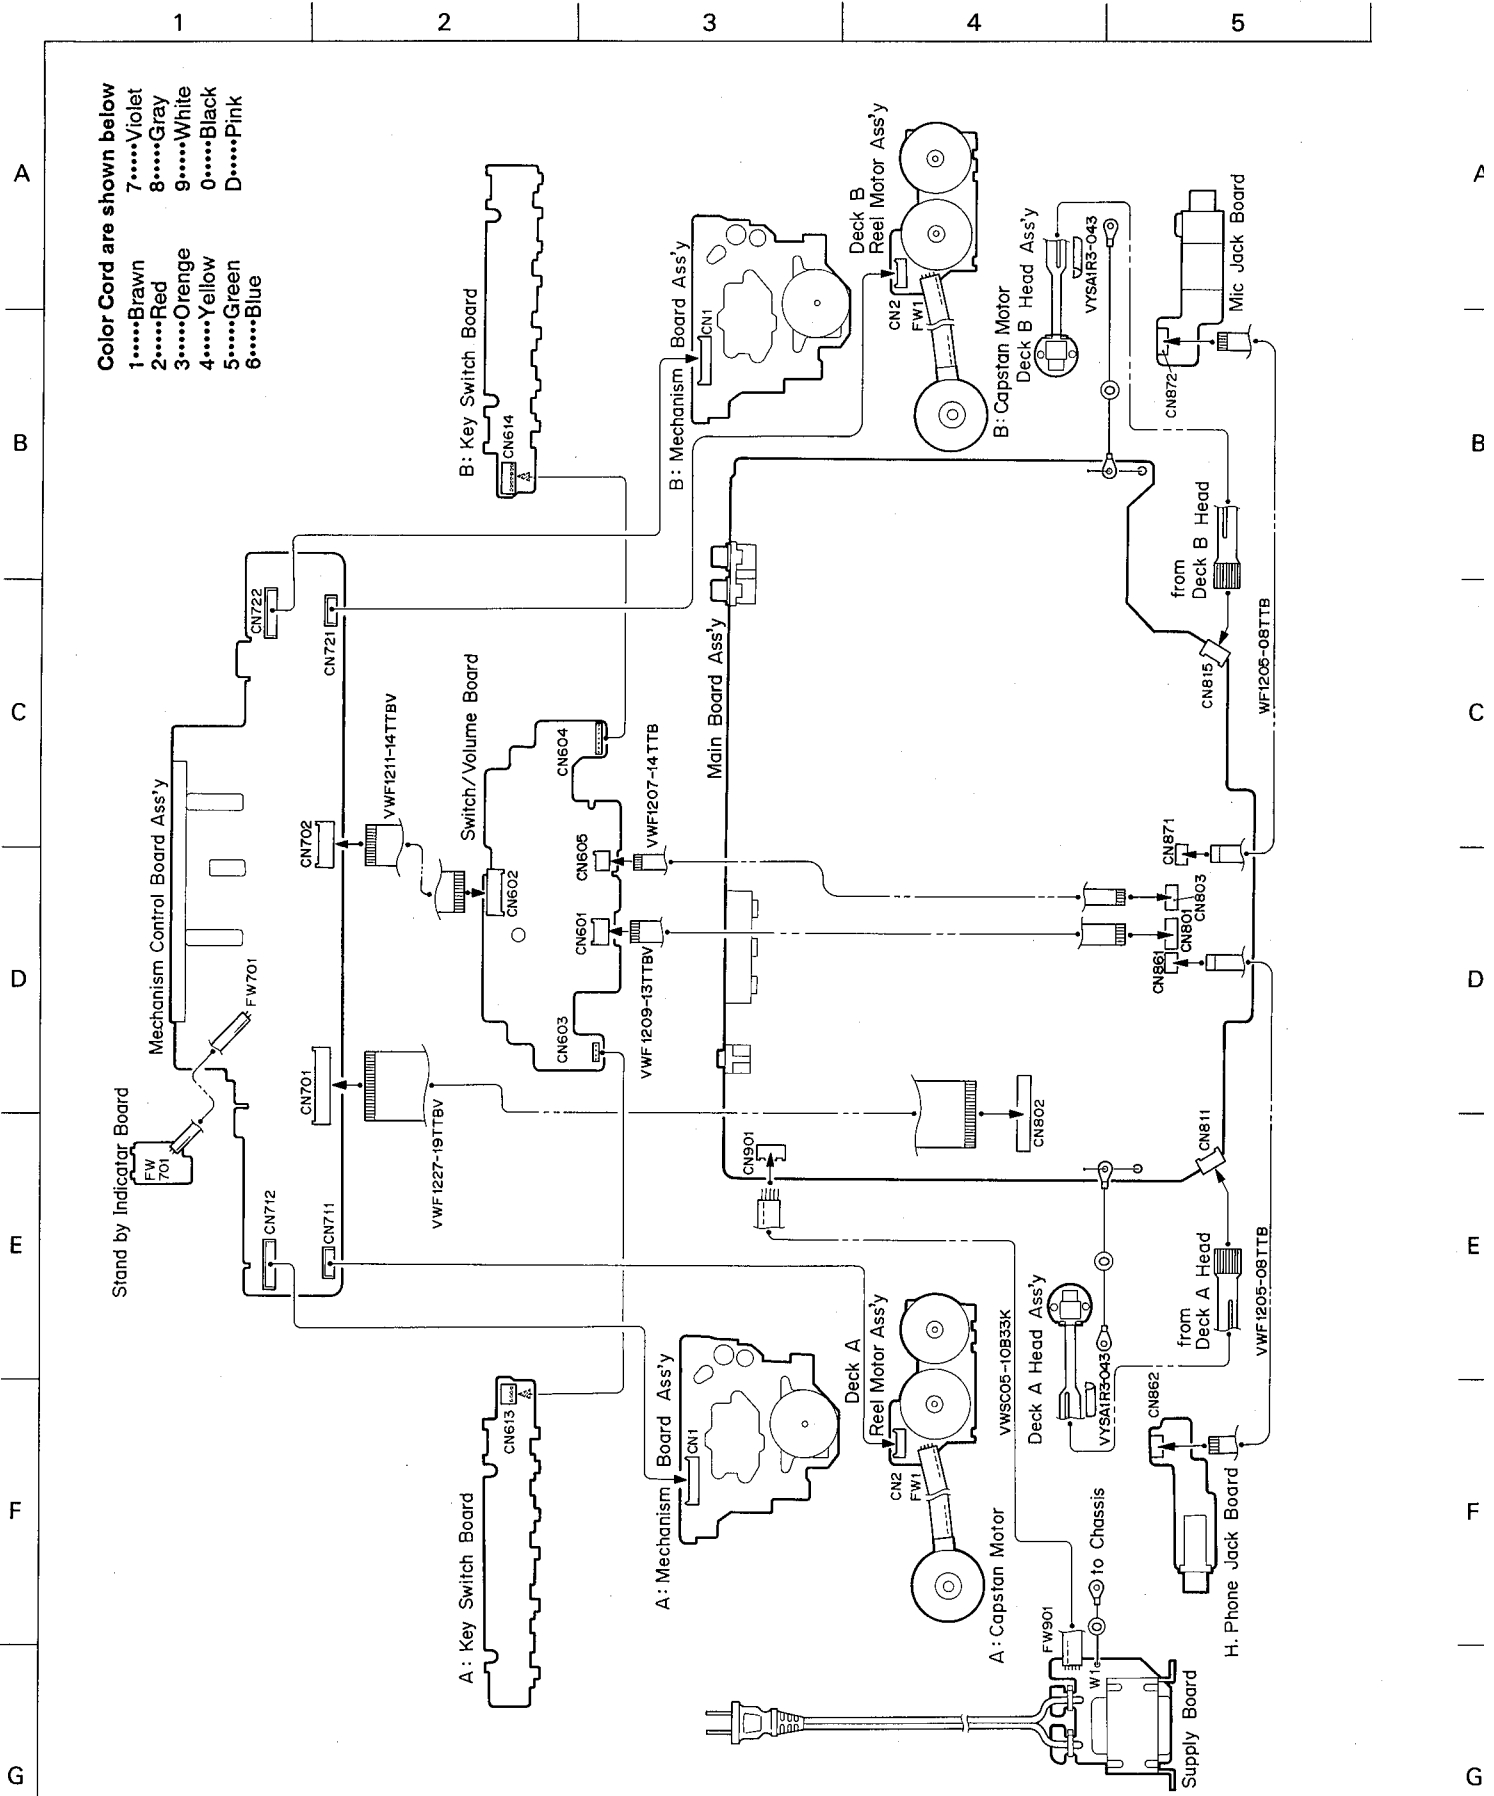 1
2
3
4
5
A
B
C
D
E
F
G
A
B
C
D
E
F
G
Color Cord are shown below
1•••••Brawn 7•••••Violet
2•••••Red 8•••••Gray
3•••••Orenge 9•••••White
4•••••Yellow 0•••••Black
5•••••Green D•••••Pink
6•••••Blue
Stand by Indicatar Board
FW
701
FW701
Mechanism Control Board Ass'y
CN722
CN721
CN702
CN701
CN712
CN711
VWF1211-14TTBV
VWF1227-19TTBV
B: Key Switch Board
CN614
Switch/Volume Board
CN604
CN602
CN605
CN601
CN603
VWF1207-14TTB
VWF1209-13TTBV
A: Key Switch Board
CN613
B: Mechanism Board Ass'y
CN1
A: Mechanism Board Ass'y
CN1
Deck B
Reel Motor Ass'y
CN2
FW1
B: Capstan Motor
Deck B Head Ass'y
VYSA1R3-043
Mic Jack Board
CN872
Main Board Ass'y
from
Deck B Head
CN815
WF1205-08TTB
CN871
CN803
CN801
CN861
CN802
CN901
CN811
from
Deck A Head
VWF1205-08TTB
Deck A
Reel Motor Ass'y
CN2
FW1
A: Capstan Motor
VWSC05-10B33K
Deck A Head Ass'y
VYSA1R3-043
CN862
H. Phone Jack Board
to Chassis
FW901
W1
Supply Board